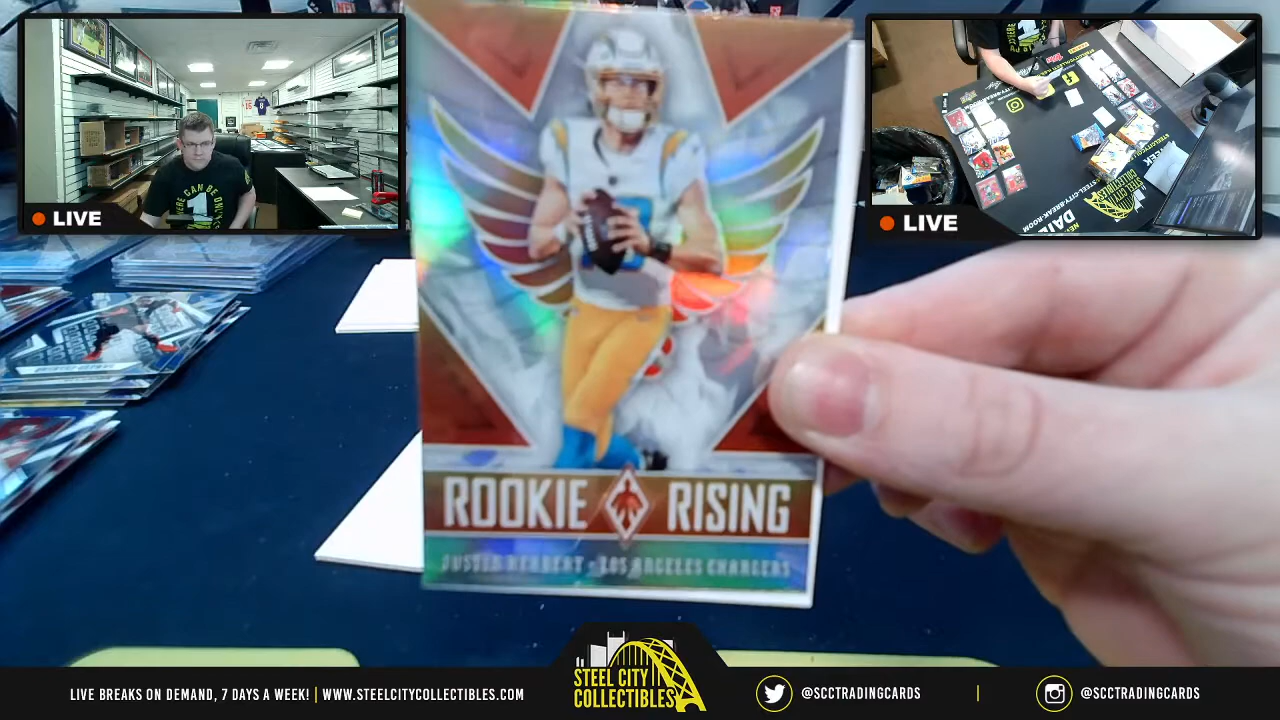 LIVE
LIVE
ROOKIE RISING
JUSTIN HERBERT - LOS ANGELES CHARGERS
LIVE BREAKS ON DEMAND, 7 DAYS A WEEK! | WWW.STEELCITYCOLLECTIBLES.COM
STEEL CITY
COLLECTIBLES
@SCCTRADINGCARDS | @SCCTRADINGCARDS